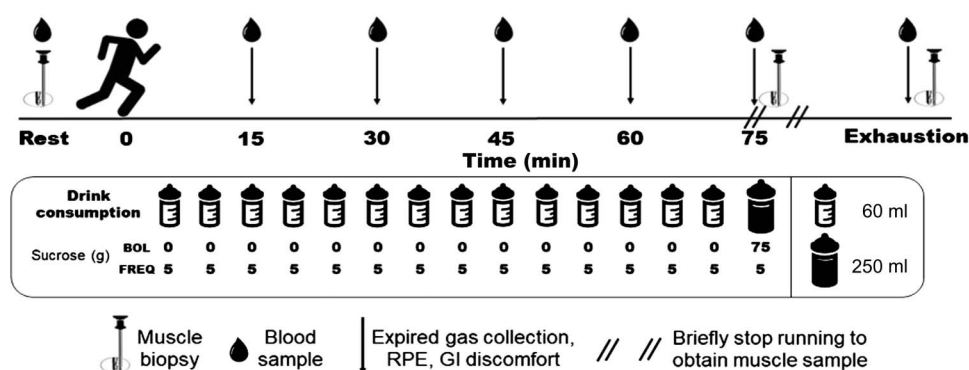 Rest 0 15 30 45 60 75 Exhaustion
Time (min)
Drink
consumption
60 ml
Sucrose (g)
BOL 0 0 0 0 0 0 0 0 0 0 0 0 0 0 75
FREQ 5 5 5 5 5 5 5 5 5 5 5 5 5 5 5
250 ml
Muscle
biopsy
Blood
sample
Expired gas collection,
RPE, GI discomfort
Briefly stop running to
obtain muscle sample